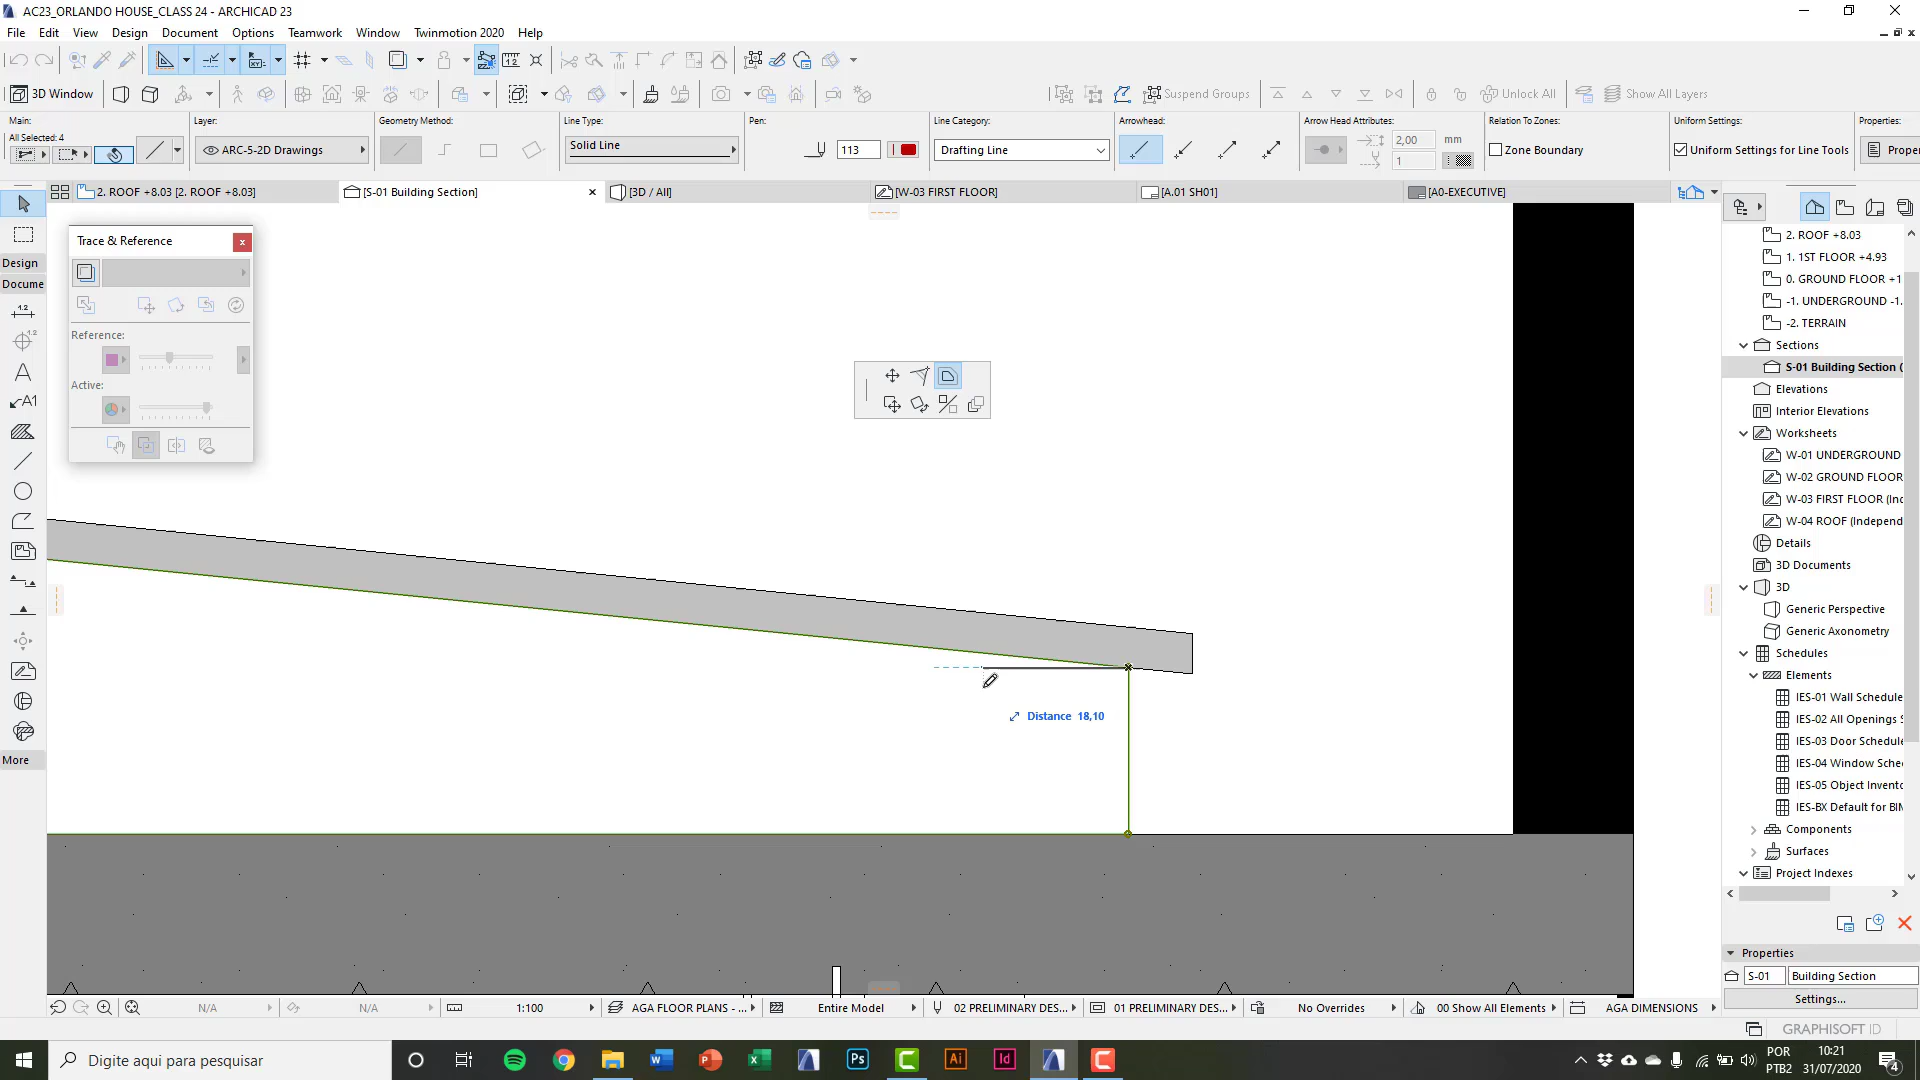 AC23_ORLANDO HOUSE_CLASS 24 - ARCHICAD 23
File Edit View Design Document Options Teamwork Window Twinmotion 2020 Help
3D Window
Suspend Groups
Unlock All
Show All Layers
Main:
All Selected: 4
Layer:
ARC-5-2D Drawings
Geometry Method:
Line Type:
Solid Line
Pen:
113
Line Category:
Drafting Line
Arrowhead:
Arrow Head Attributes:
2,00 mm
1
Relation To Zones:
Zone Boundary
Uniform Settings:
Uniform Settings for Line Tools
Properties:
Proper
2. ROOF +8.03 [2. ROOF +8.03]
[S-01 Building Section]
[3D / All]
[W-03 FIRST FLOOR]
[A.01 SH01]
[A0-EXECUTIVE]
Design
Docume
1.2
1.2
A
A1
More
Trace & Reference
Reference:
Active:
Distance 18,10
2. ROOF +8.03
1. 1ST FLOOR +4.93
0. GROUND FLOOR +1
-1. UNDERGROUND -1.
-2. TERRAIN
Sections
S-01 Building Section (
Elevations
Interior Elevations
Worksheets
W-01 UNDERGROUND
W-02 GROUND FLOOR
W-03 FIRST FLOOR (In
W-04 ROOF (Independ
Details
3D Documents
3D
Generic Perspective
Generic Axonometry
Schedules
Elements
IES-01 Wall Schedule
IES-02 All Openings S
IES-03 Door Schedule
IES-04 Window Sche
IES-05 Object Invento
IES-BX Default for BI
Components
Surfaces
Project Indexes
Properties
S-01
Building Section
Settings...
N/A
N/A
1:100
AGA FLOOR PLANS - ...
Entire Model
02 PRELIMINARY DES...
01 PRELIMINARY DES...
No Overrides
00 Show All Elements
AGA DIMENSIONS
GRAPHISOFT ID
Digite aqui para pesquisar
POR
PTB2
10:21
31/07/2020
4